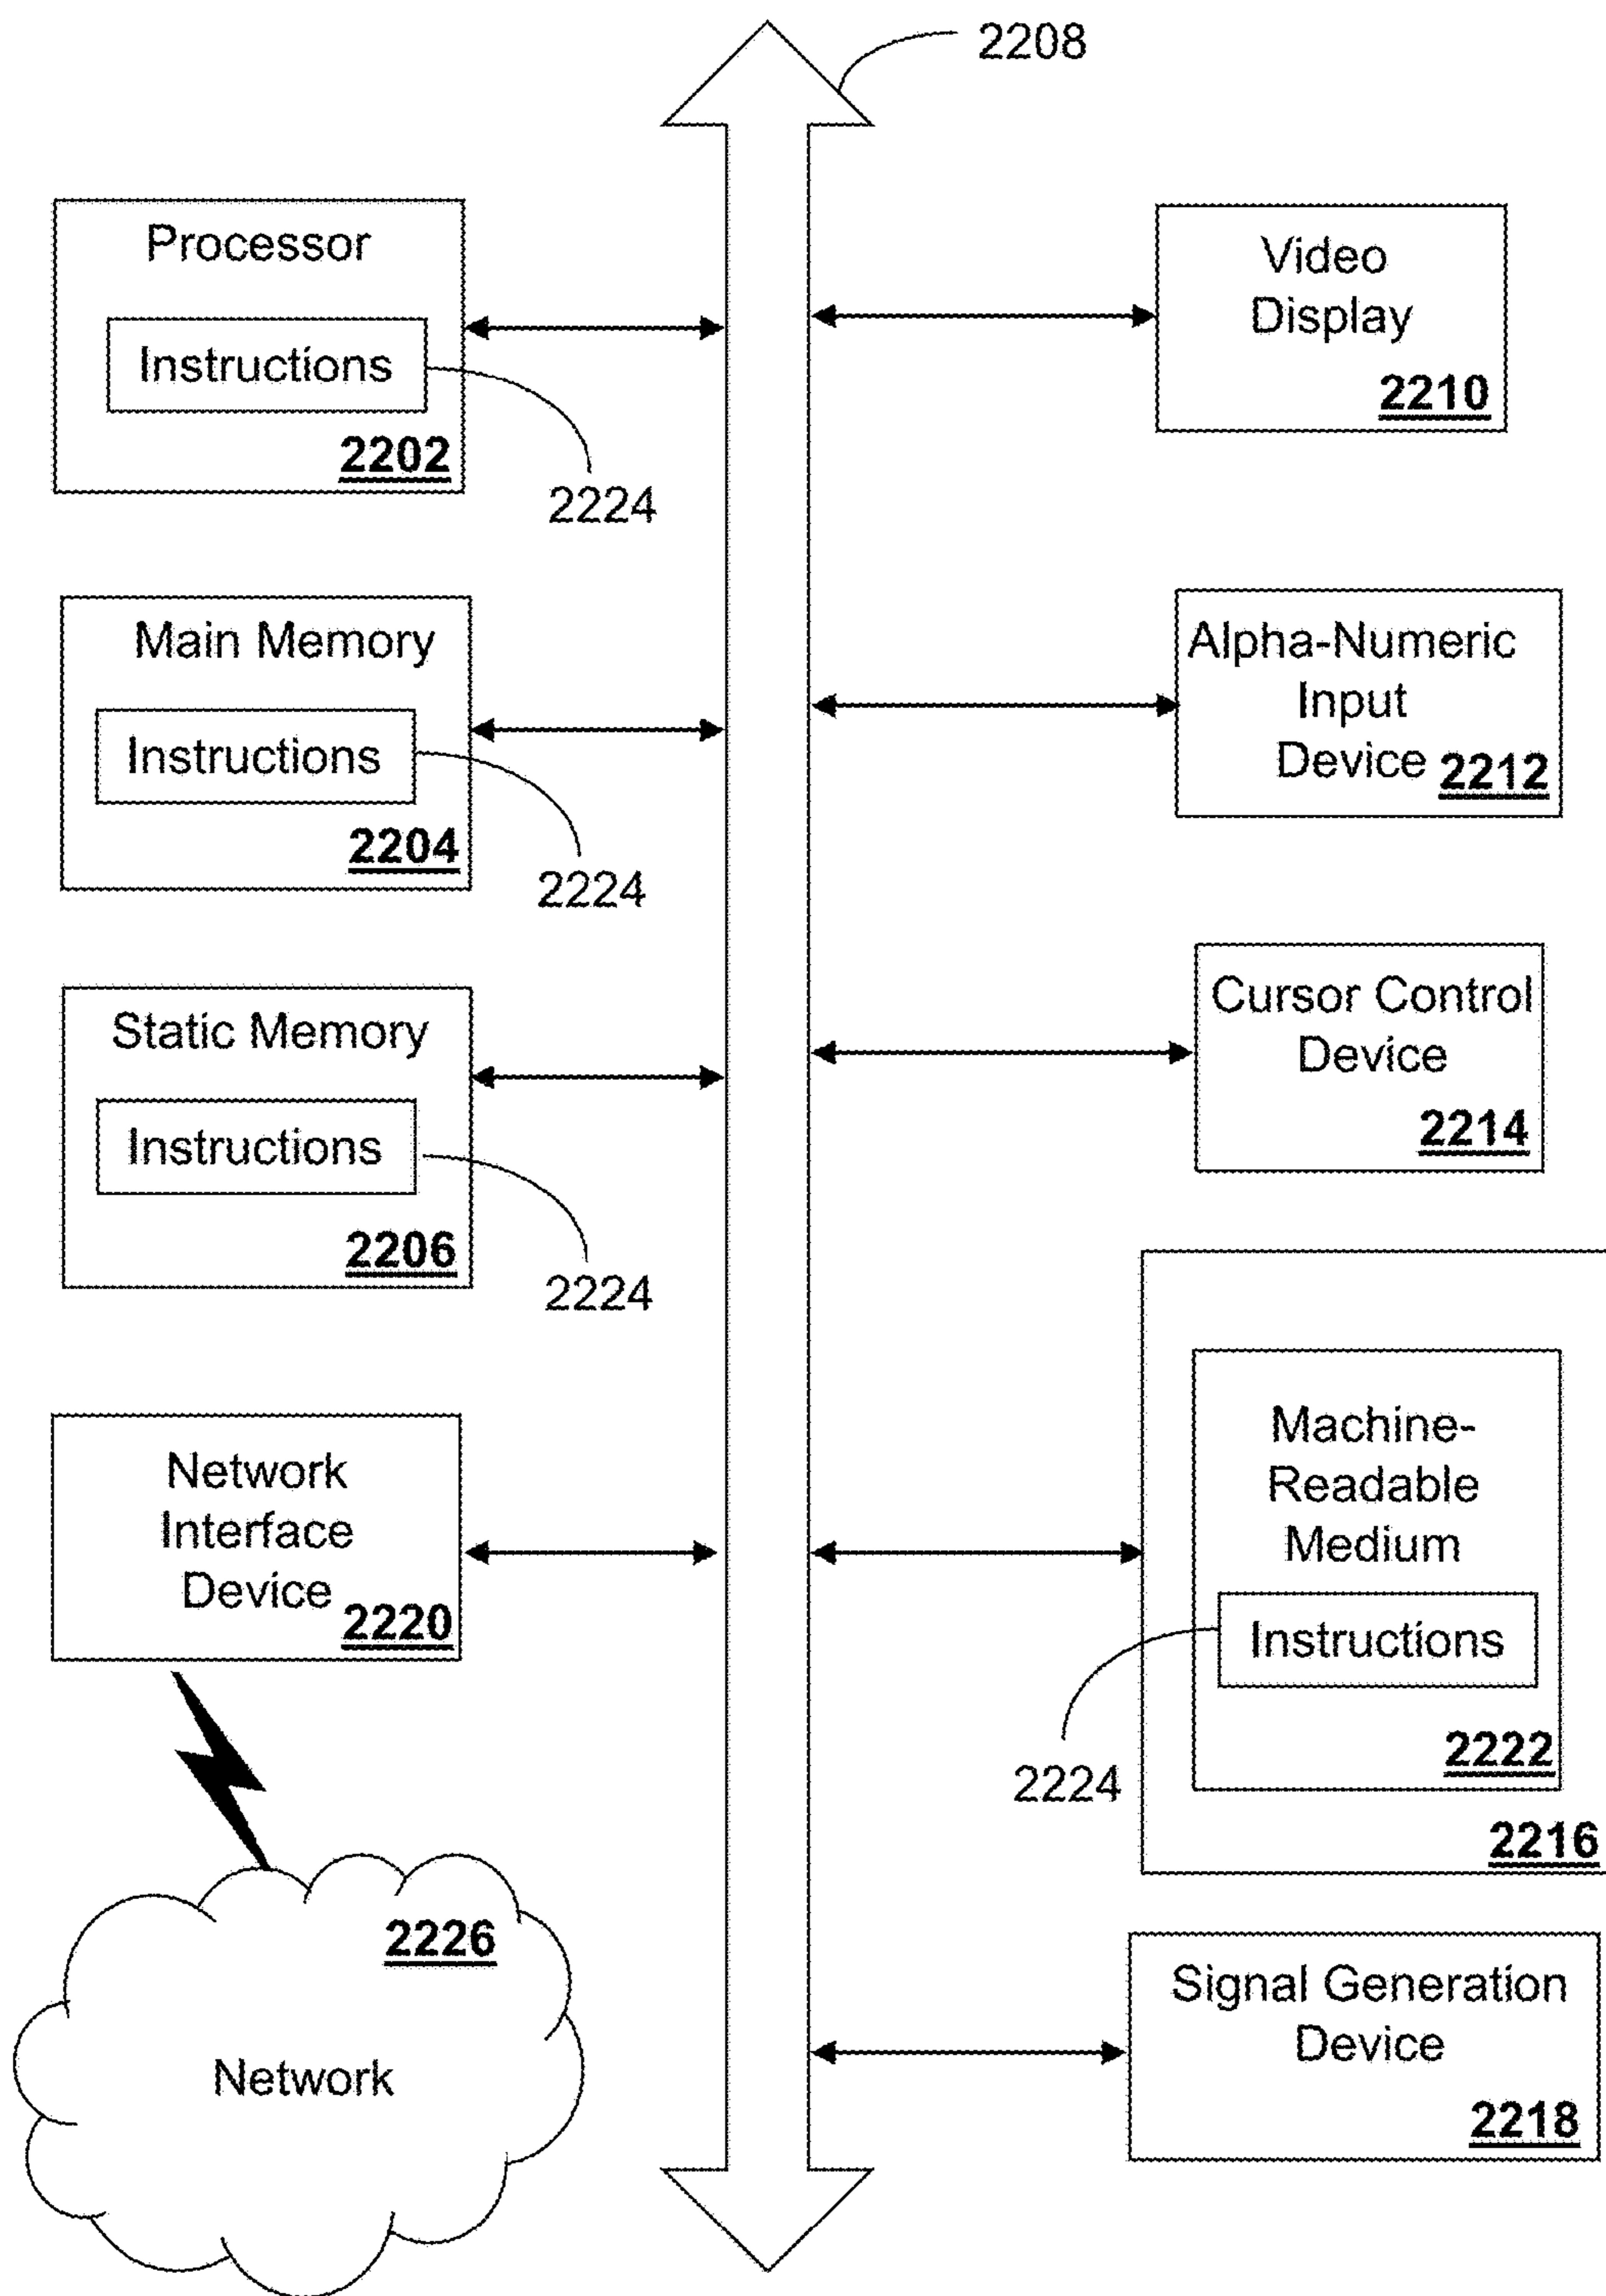 2208
Processor
Instructions
2202
2224
Main Memory
Instructions
2204
2224
Static Memory
Instructions
2206
2224
Network
Interface
Device
2220
2226
Network
Video
Display
2210
Alpha-Numeric
Input
Device 2212
Cursor Control
Device
2214
Machine-
Readable
Medium
Instructions
2222
2224
2216
Signal Generation
Device
2218